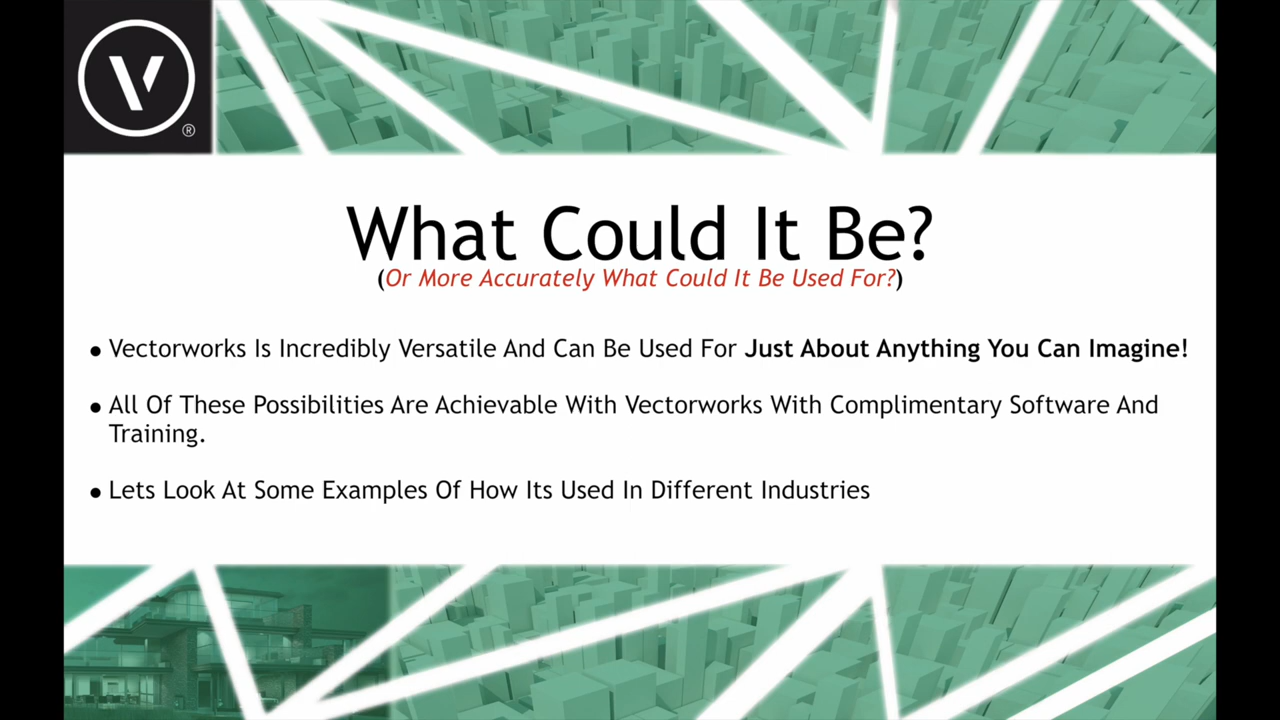 V
®
What Could It Be?
(Or More Accurately What Could It Be Used For?)
• Vectorworks Is Incredibly Versatile And Can Be Used For Just About Anything You Can Imagine!
• All Of These Possibilities Are Achievable With Vectorworks With Complimentary Software And
Training.
• Lets Look At Some Examples Of How Its Used In Different Industries